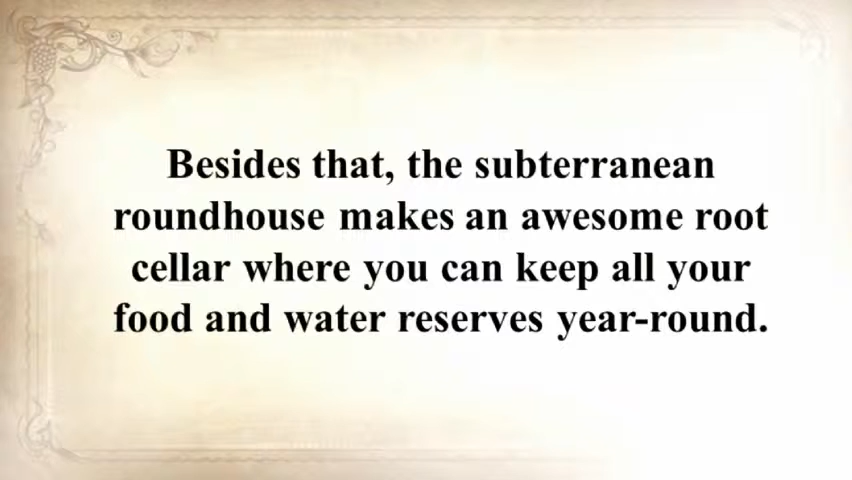 Besides that, the subterranean
roundhouse makes an awesome root
cellar where you can keep all your
food and water reserves year-round.